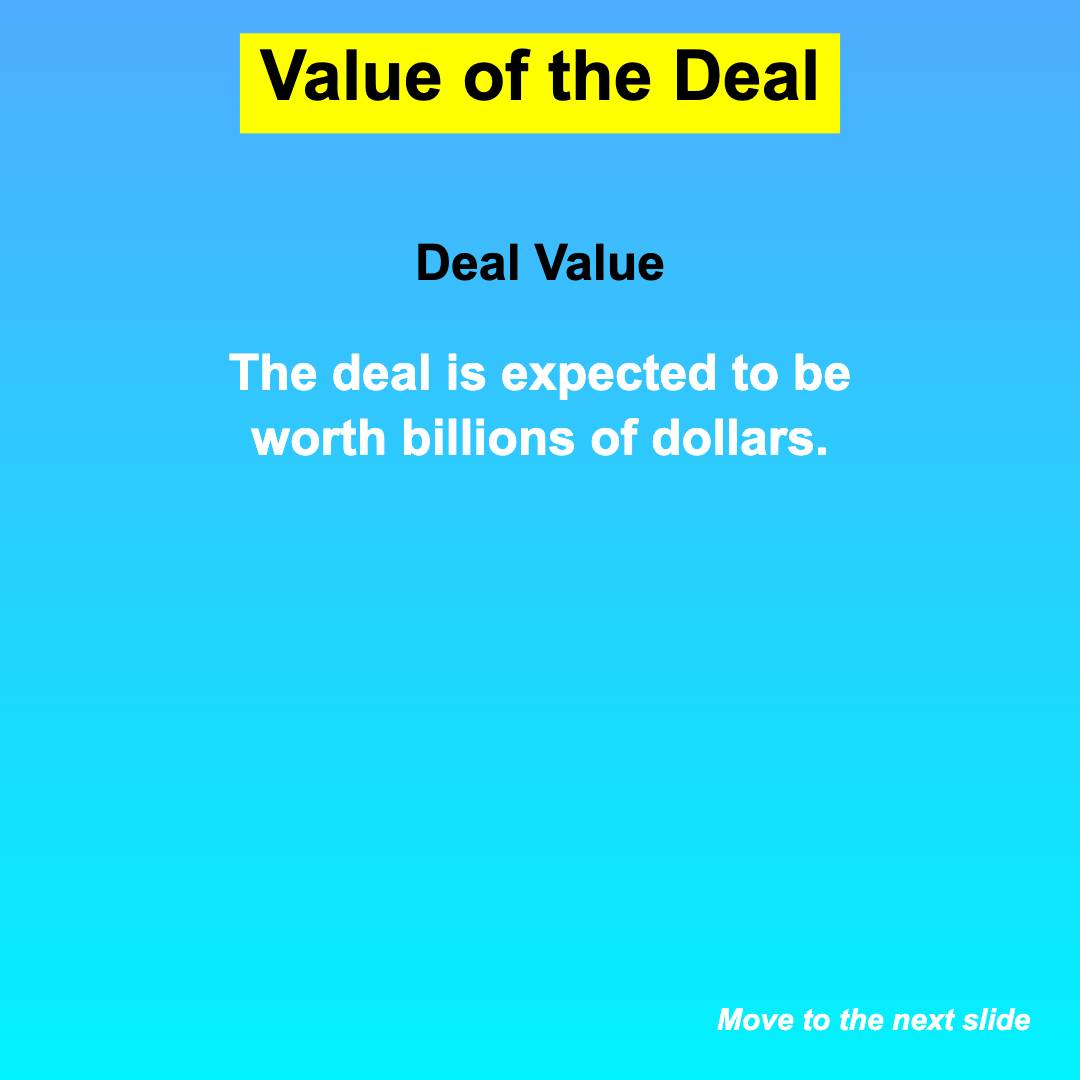 Value of the Deal
Deal Value
The deal is expected to be
worth billions of dollars.
Move to the next slide